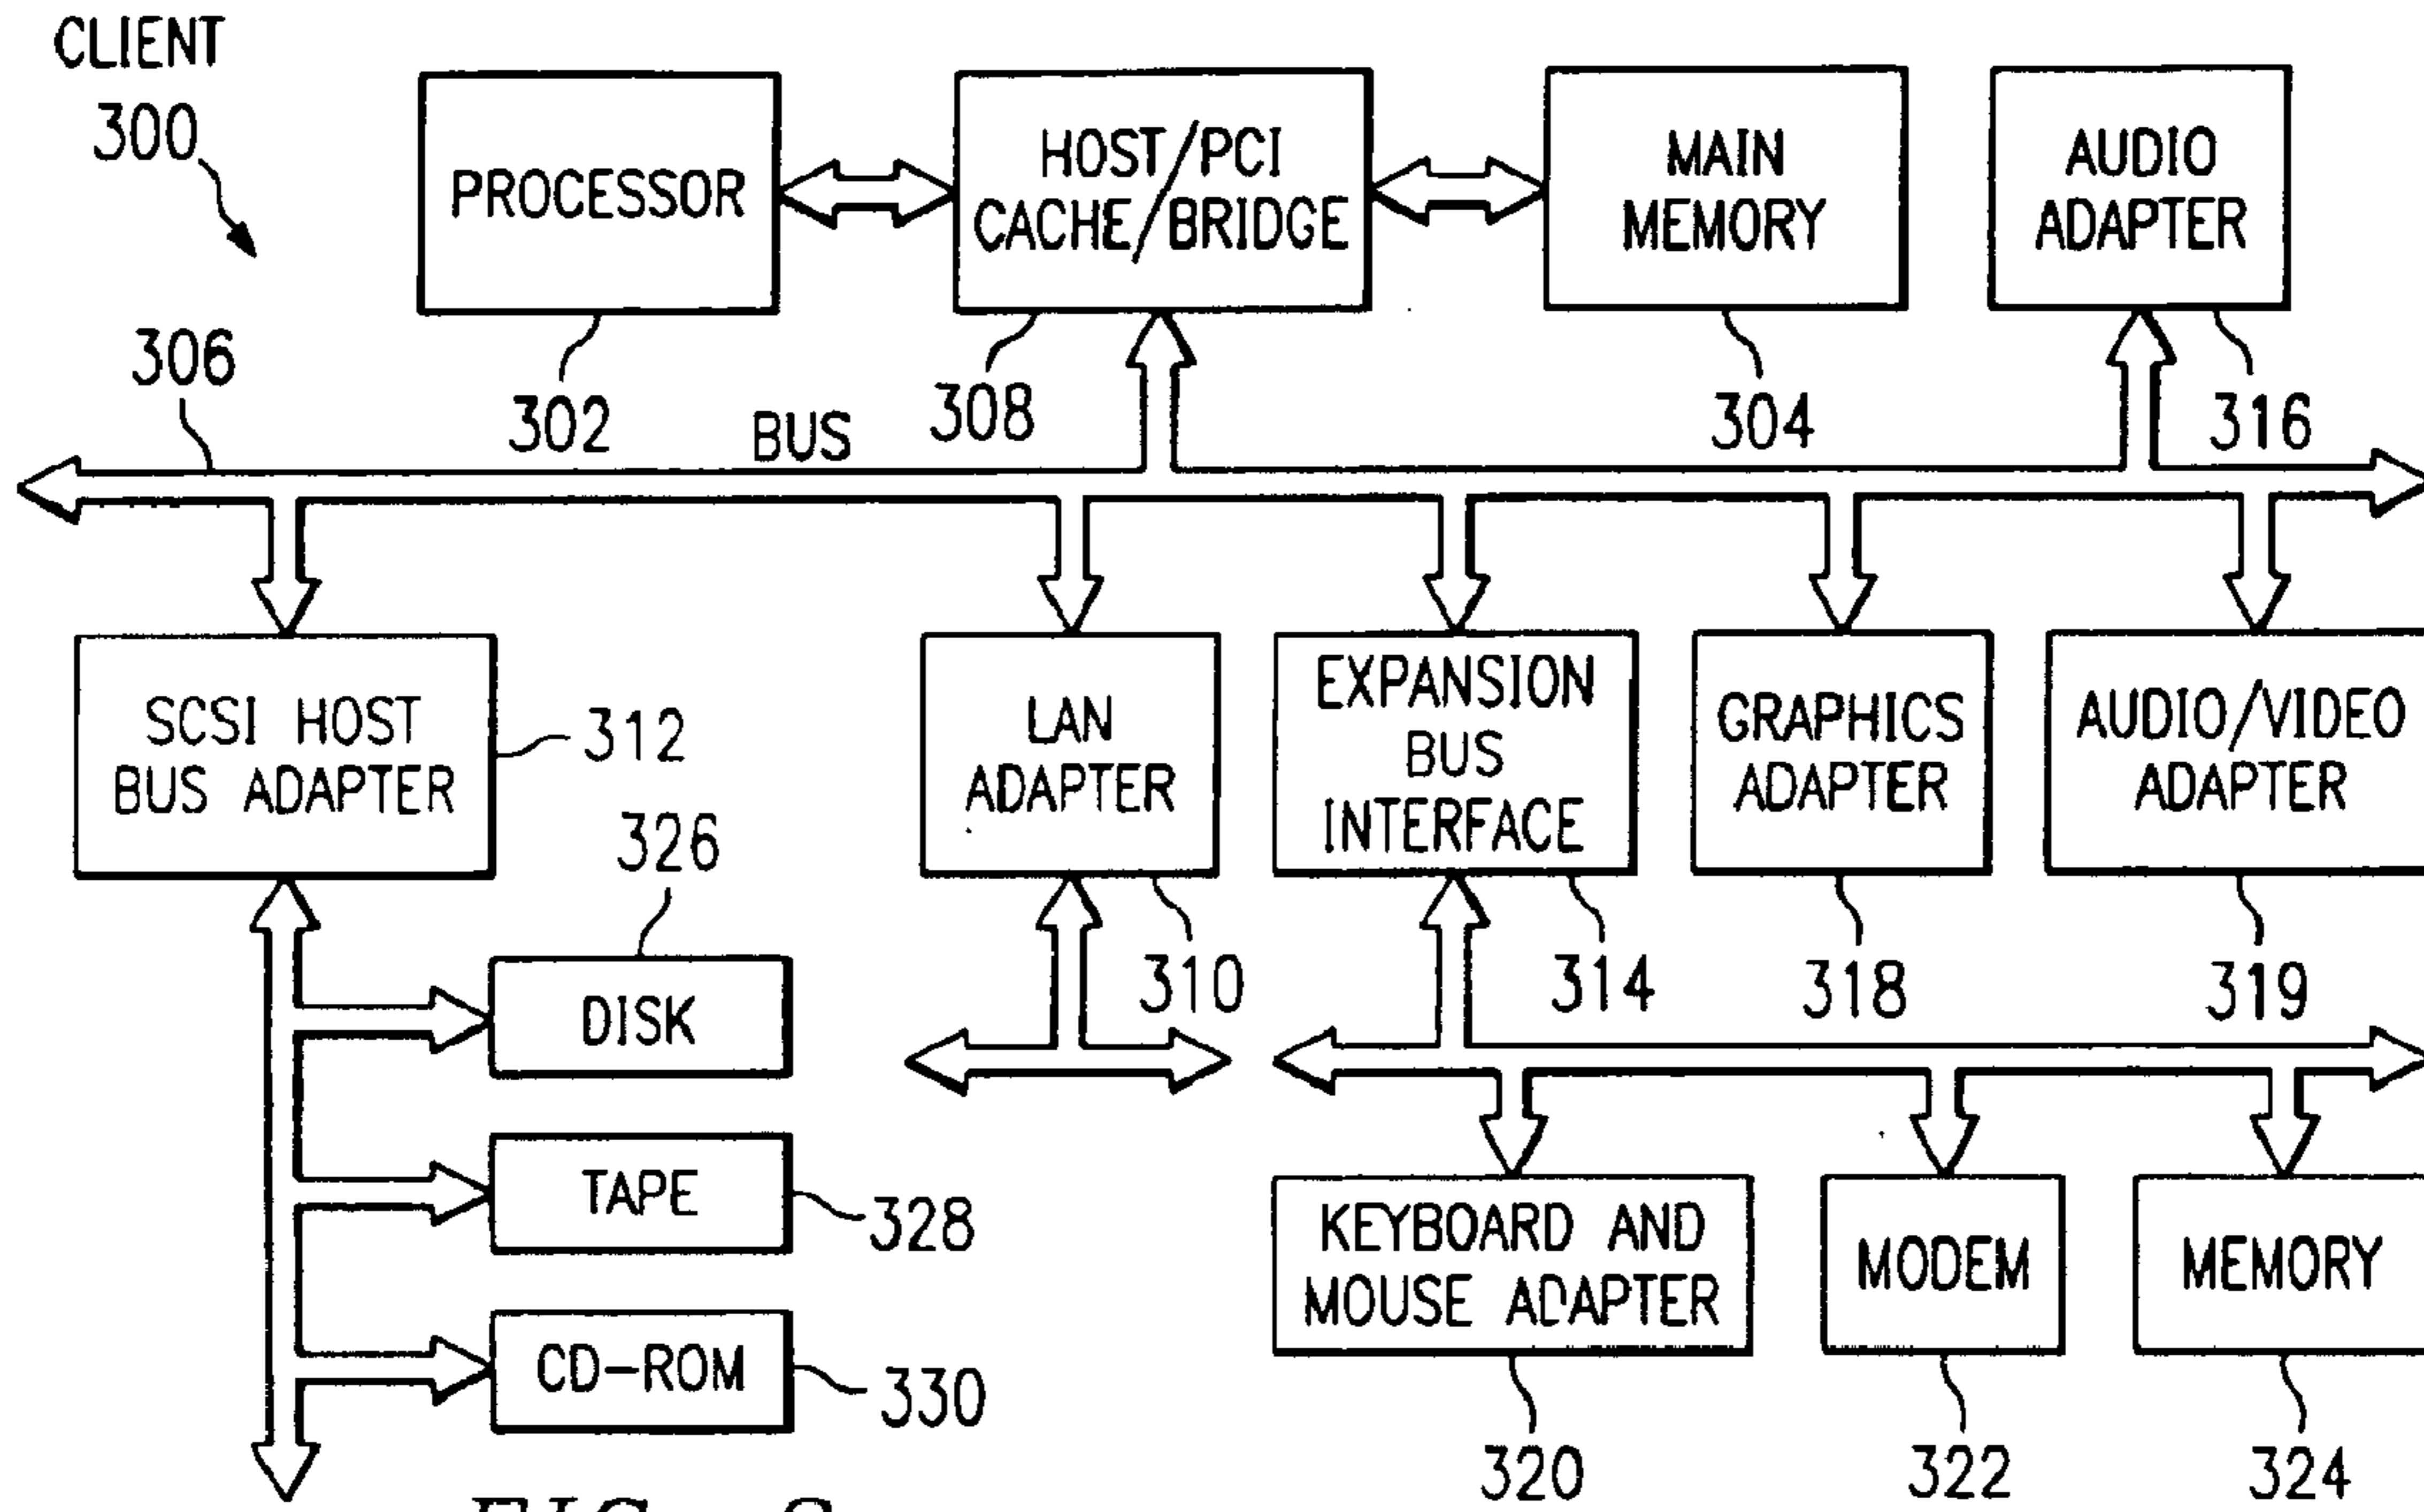 CLIENT
300
PROCESSOR
HOST/PCI
CACHE/BRIDGE
MAIN
MEMORY
AUDIO
ADAPTER
306
302
BUS
308
304
316
SCSI HOST
BUS ADAPTER
312
LAN
ADAPTER
EXPANSION
BUS
INTERFACE
GRAPHICS
ADAPTER
AUDIO/VIDEO
ADAPTER
326
310
314
318
319
DISK
TAPE
328
CD-ROM
330
KEYBOARD AND
MOUSE ADAPTER
MODEM
MEMORY
320
322
324